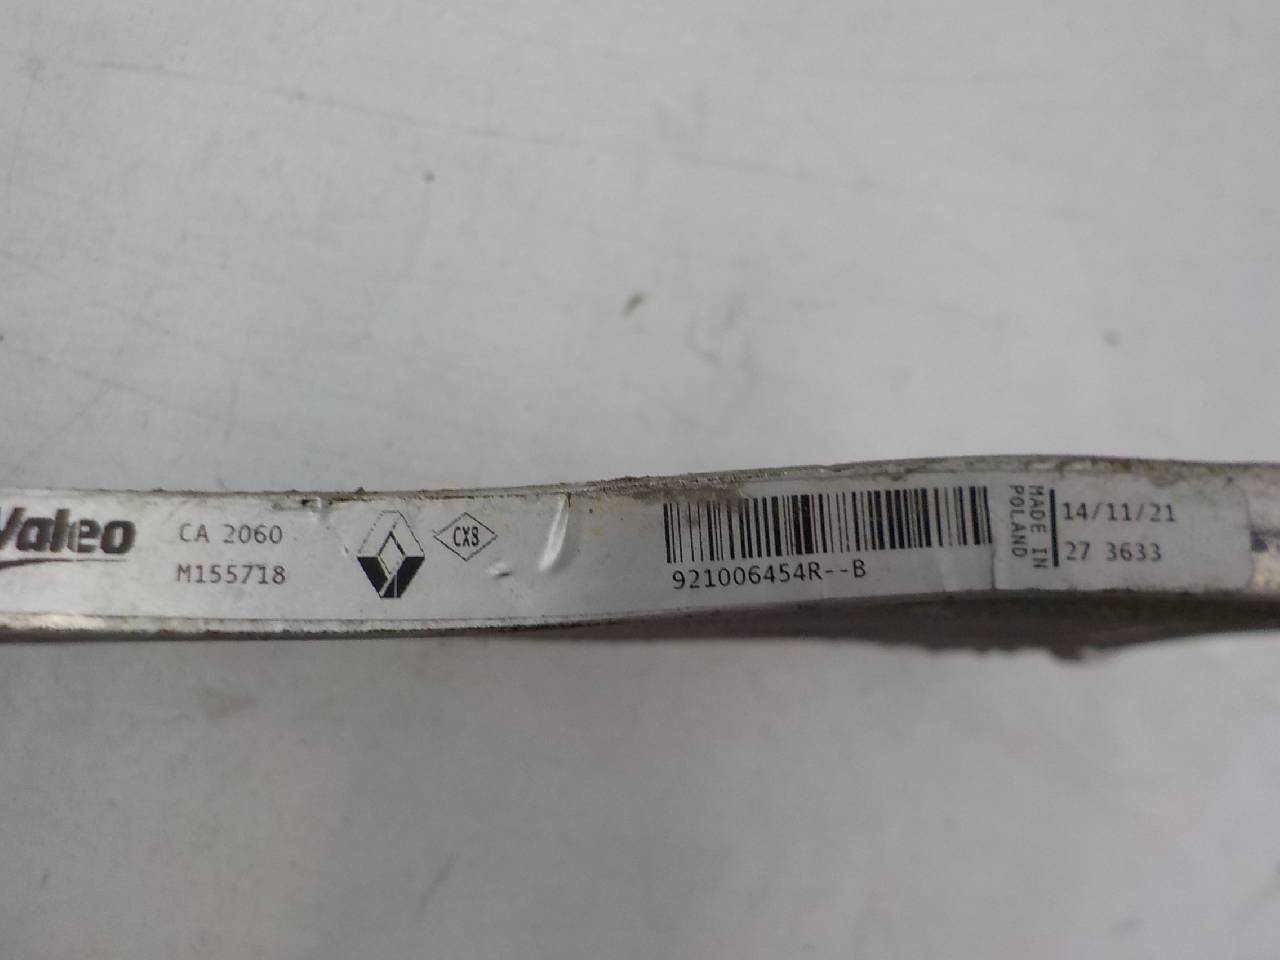 Valeo
CA 2060
M155718
CX8
921006454R--B
MADE IN
POLAND
14/11/21
27 3633